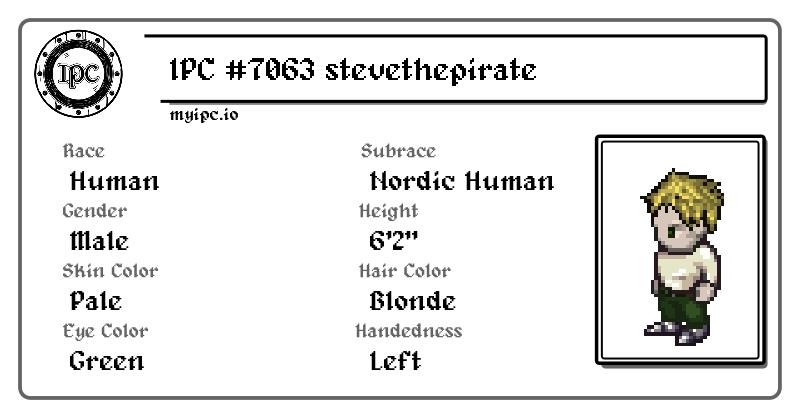 IPC
IPC #7063 stevethepirate
myipc.io
Race
Subrace
Human
Nordic Human
Gender
Height
Male
6'2"
Skin Color
Hair Color
Pale
Blonde
Eye Color
Handedness
Green
Left